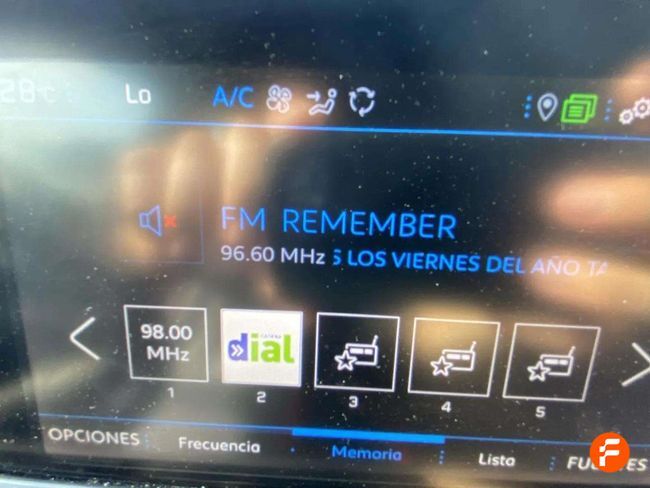 28°C Lo A/C
FM REMEMBER
96.60 MHz S LOS VIERNES DEL AÑO TA
98.00
MHz
CADENA
dial
1 2 3 4 5
OPCIONES Frecuencia Memoria Lista